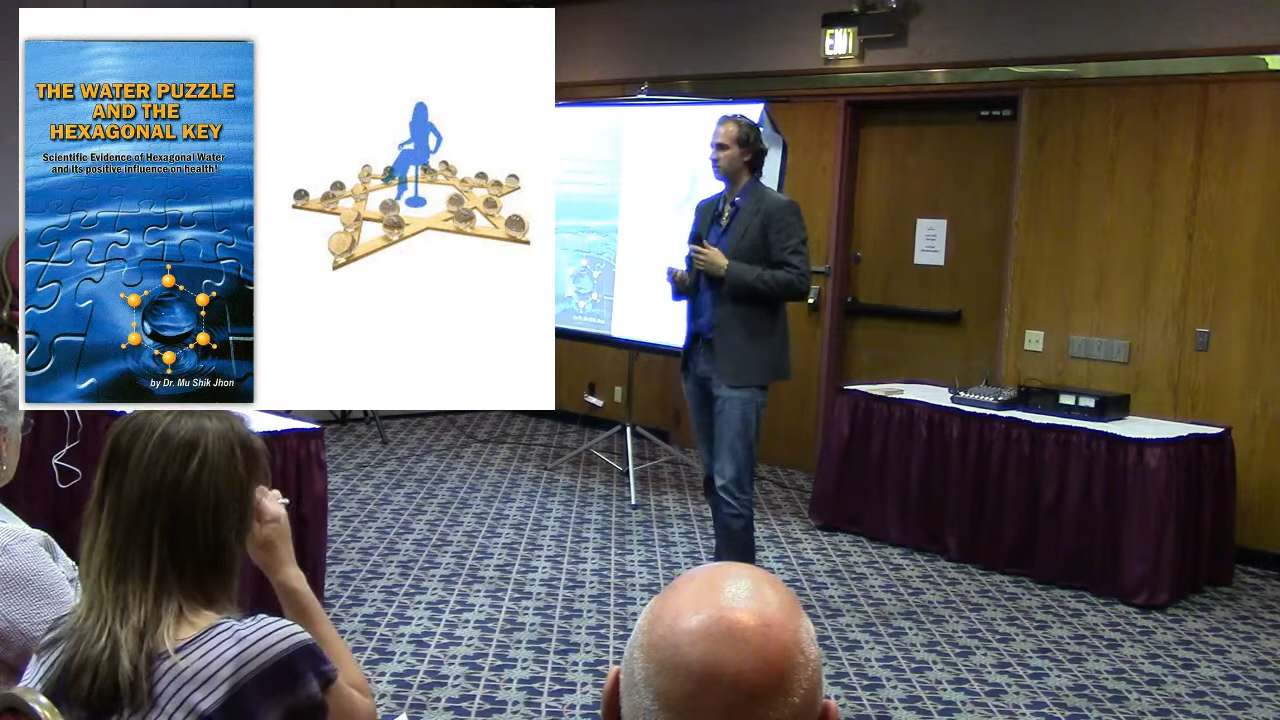 THE WATER PUZZLE
AND THE
HEXAGONAL KEY
Scientific Evidence of Hexagonal Water
and its positive influence on health!
by Dr. Mu Shik Jhon
EXIT